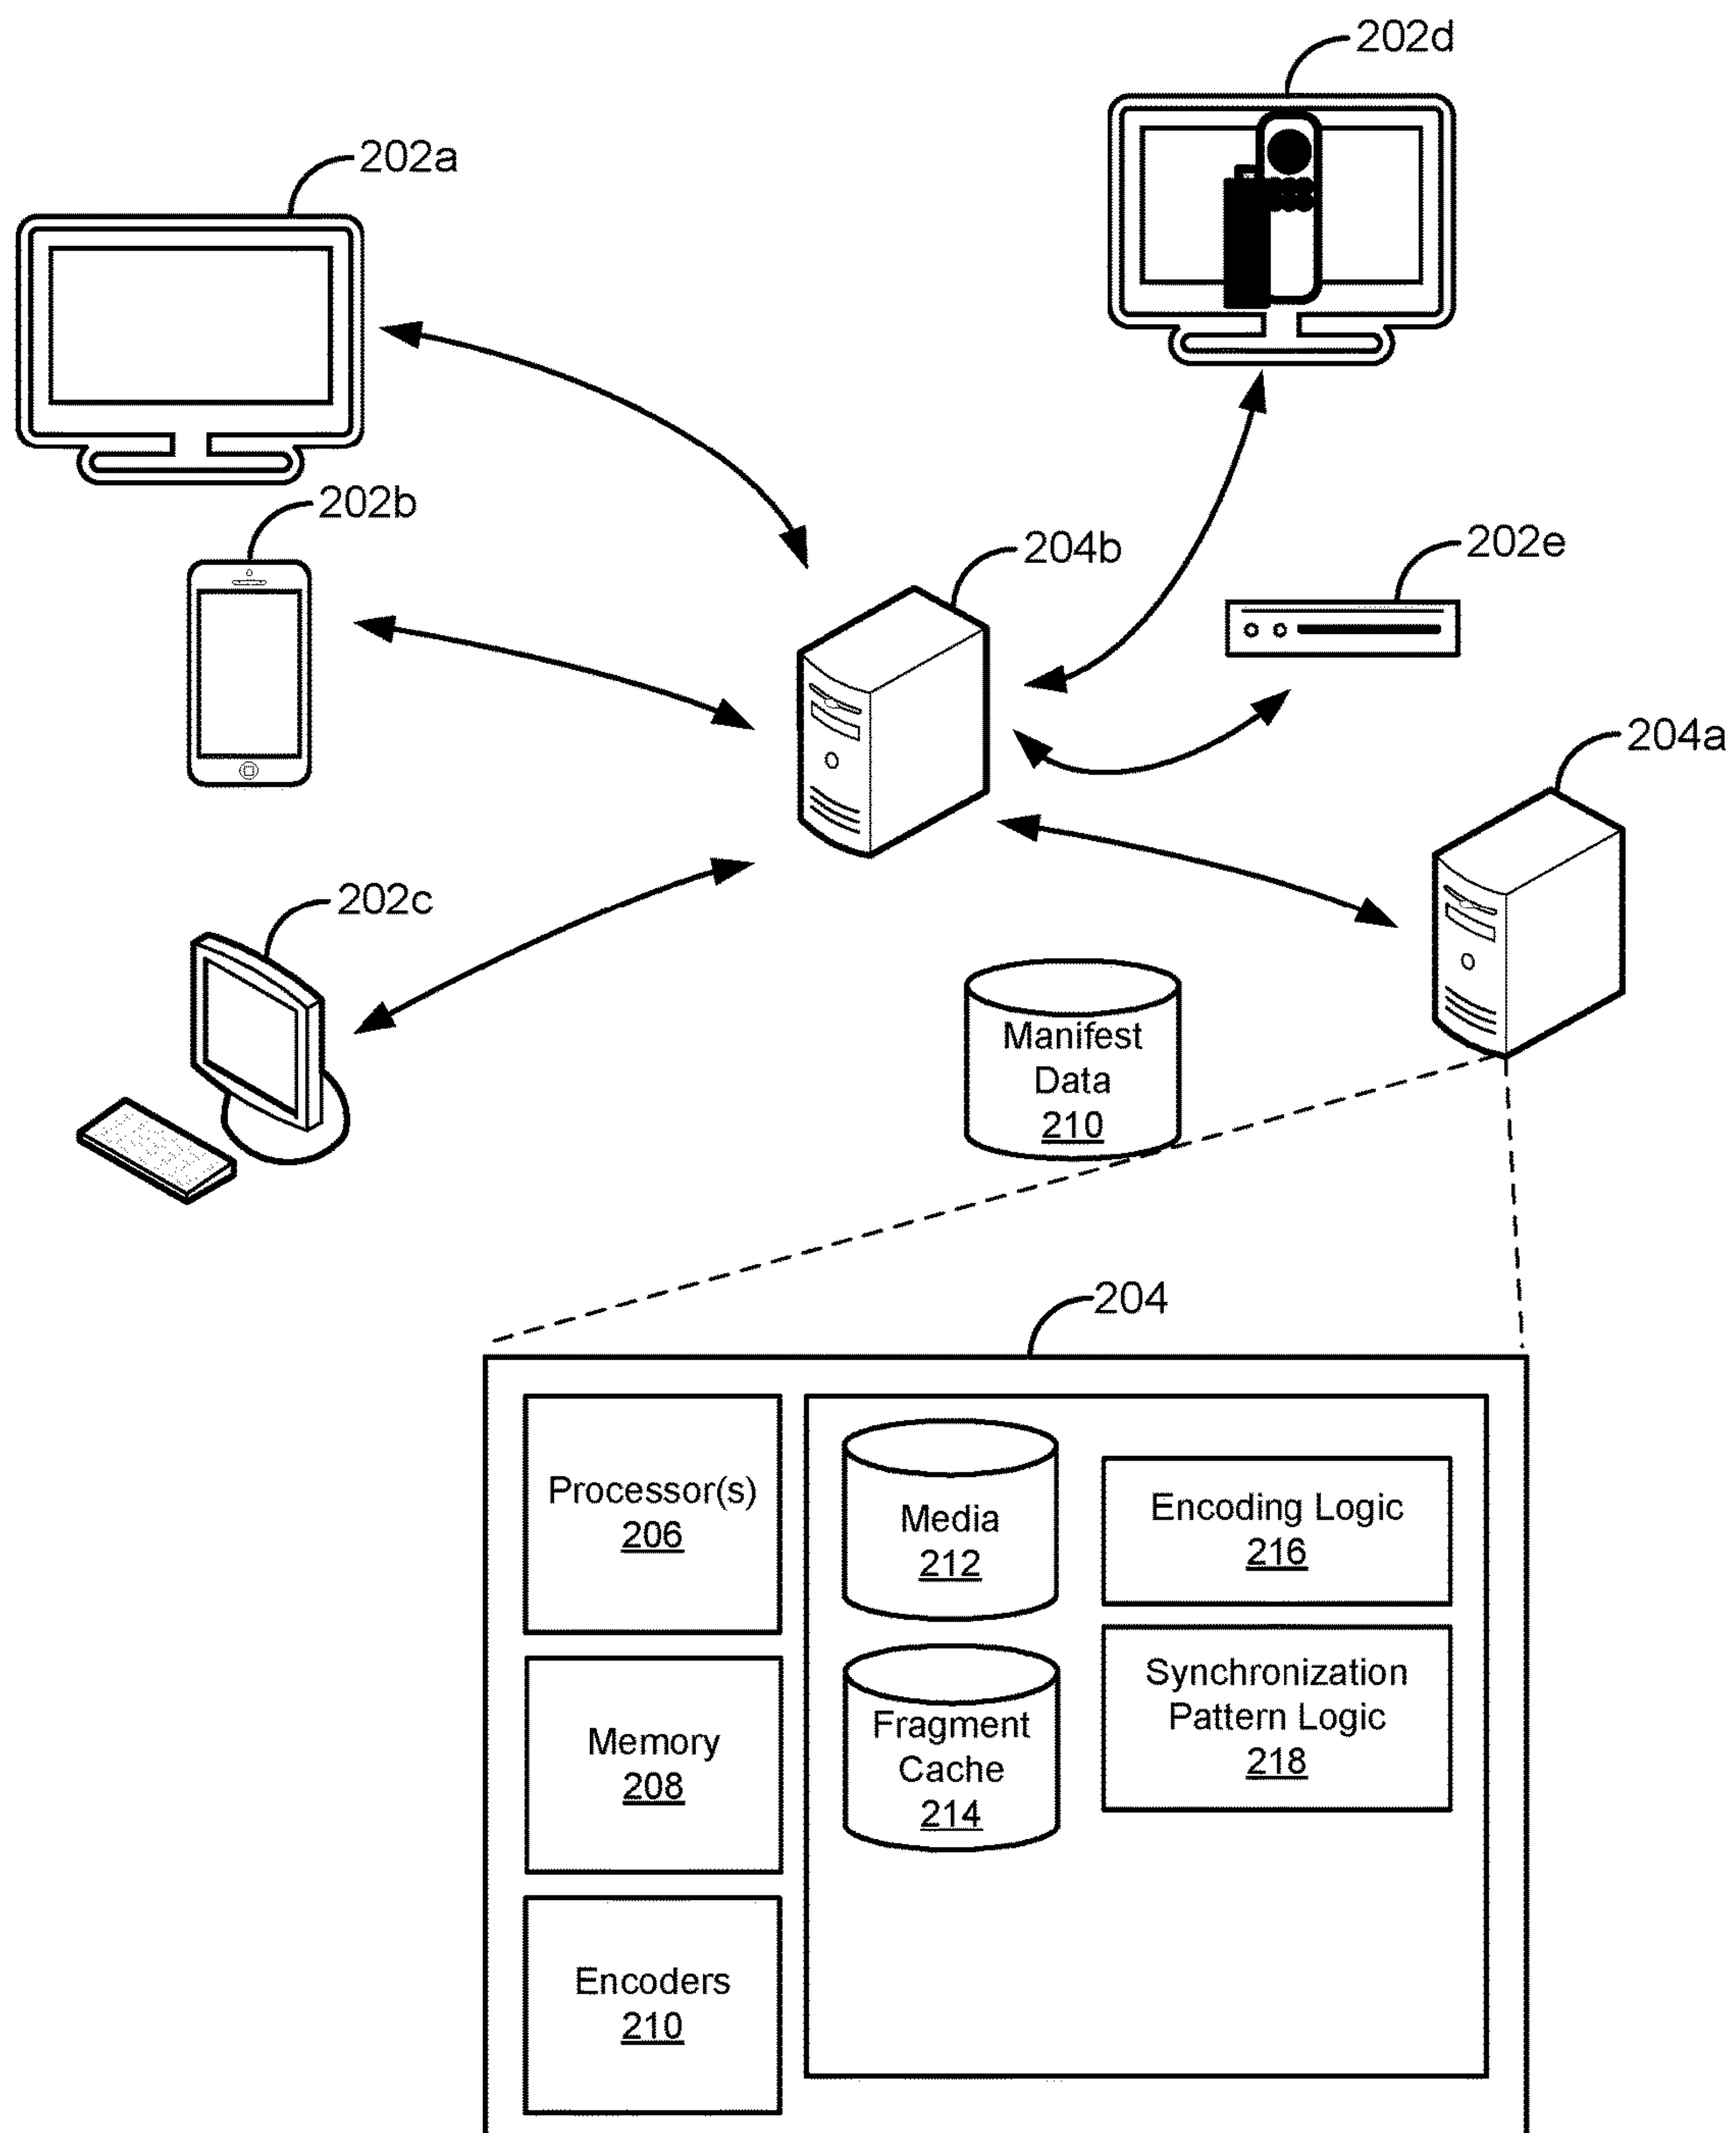 202d
202a
202b
204b
202e
204a
202c
Manifest
Data
210
204
Processor(s)
206
Media
212
Encoding Logic
216
Memory
208
Fragment
Cache
214
Synchronization
Pattern Logic
218
Encoders
210